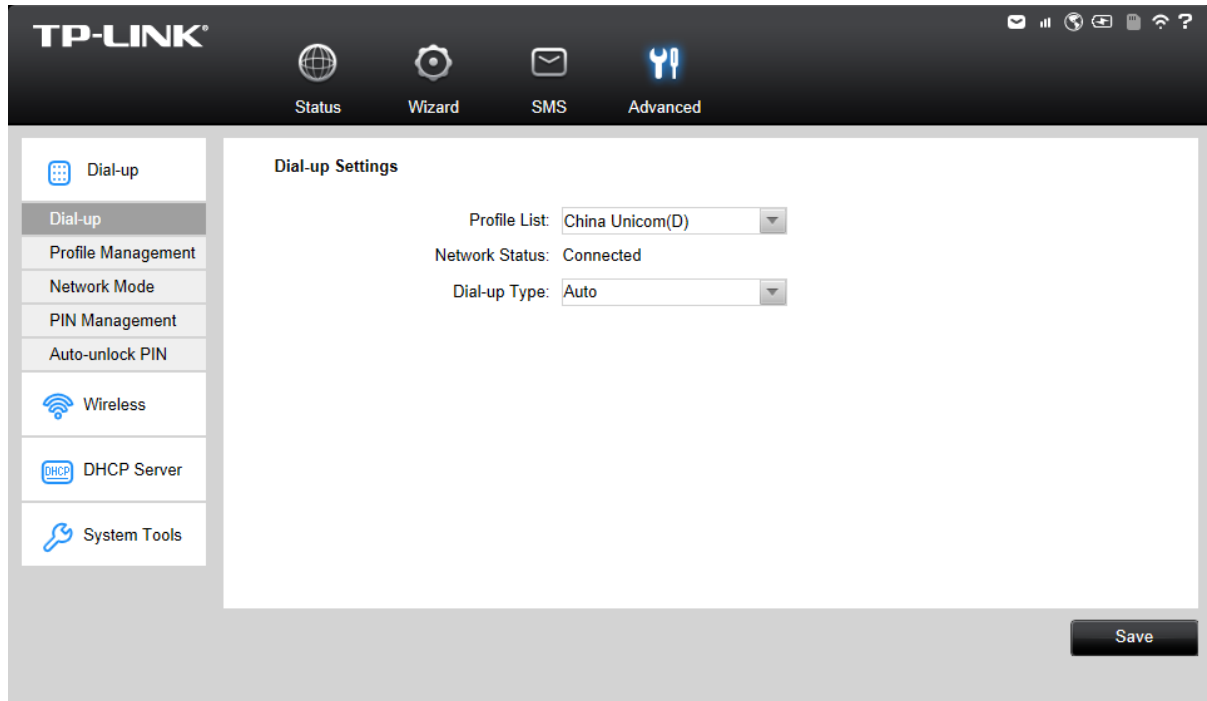 TP-LINK®
Status Wizard SMS Advanced
Dial-up
Dial-up
Profile Management
Network Mode
PIN Management
Auto-unlock PIN
Wireless
DHCP
DHCP Server
System Tools
Dial-up Settings
Profile List: China Unicom(D)
Network Status: Connected
Dial-up Type: Auto
Save